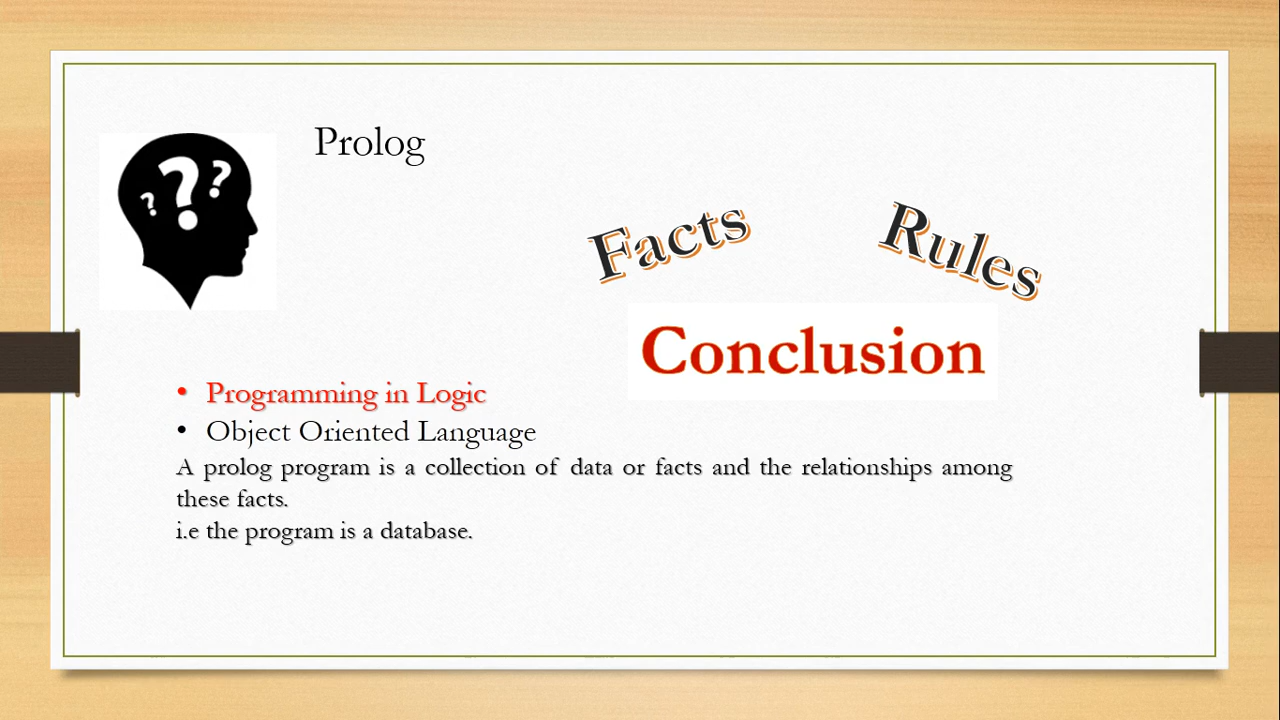 Prolog
Facts
Rules
Conclusion
• Programming in Logic
• Object Oriented Language
A prolog program is a collection of data or facts and the relationships among
these facts.
i.e the program is a database.